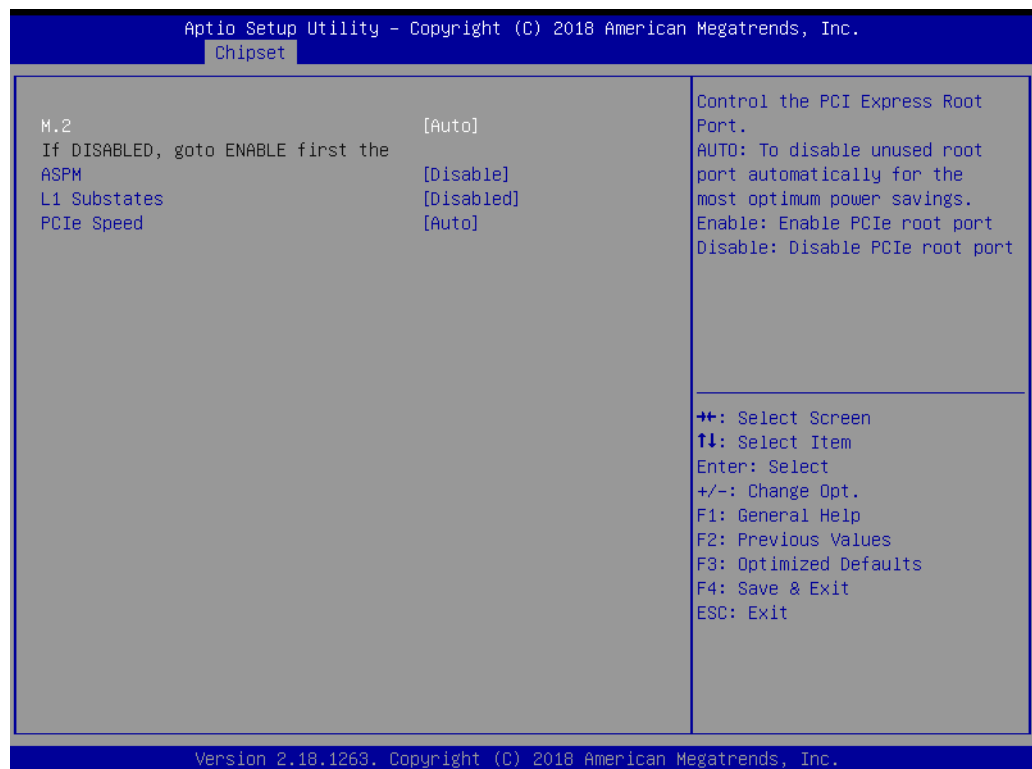 Aptio Setup Utility – Copyright (C) 2018 American Megatrends, Inc.
Chipset
M.2 [Auto]
If DISABLED, goto ENABLE first the
ASPM [Disable]
L1 Substates [Disabled]
PCIe Speed [Auto]
Control the PCI Express Root
Port.
AUTO: To disable unused root
port automatically for the
most optimum power savings.
Enable: Enable PCIe root port
Disable: Disable PCIe root port
→←: Select Screen
↑↓: Select Item
Enter: Select
+/-: Change Opt.
F1: General Help
F2: Previous Values
F3: Optimized Defaults
F4: Save & Exit
ESC: Exit
Version 2.18.1263. Copyright (C) 2018 American Megatrends, Inc.